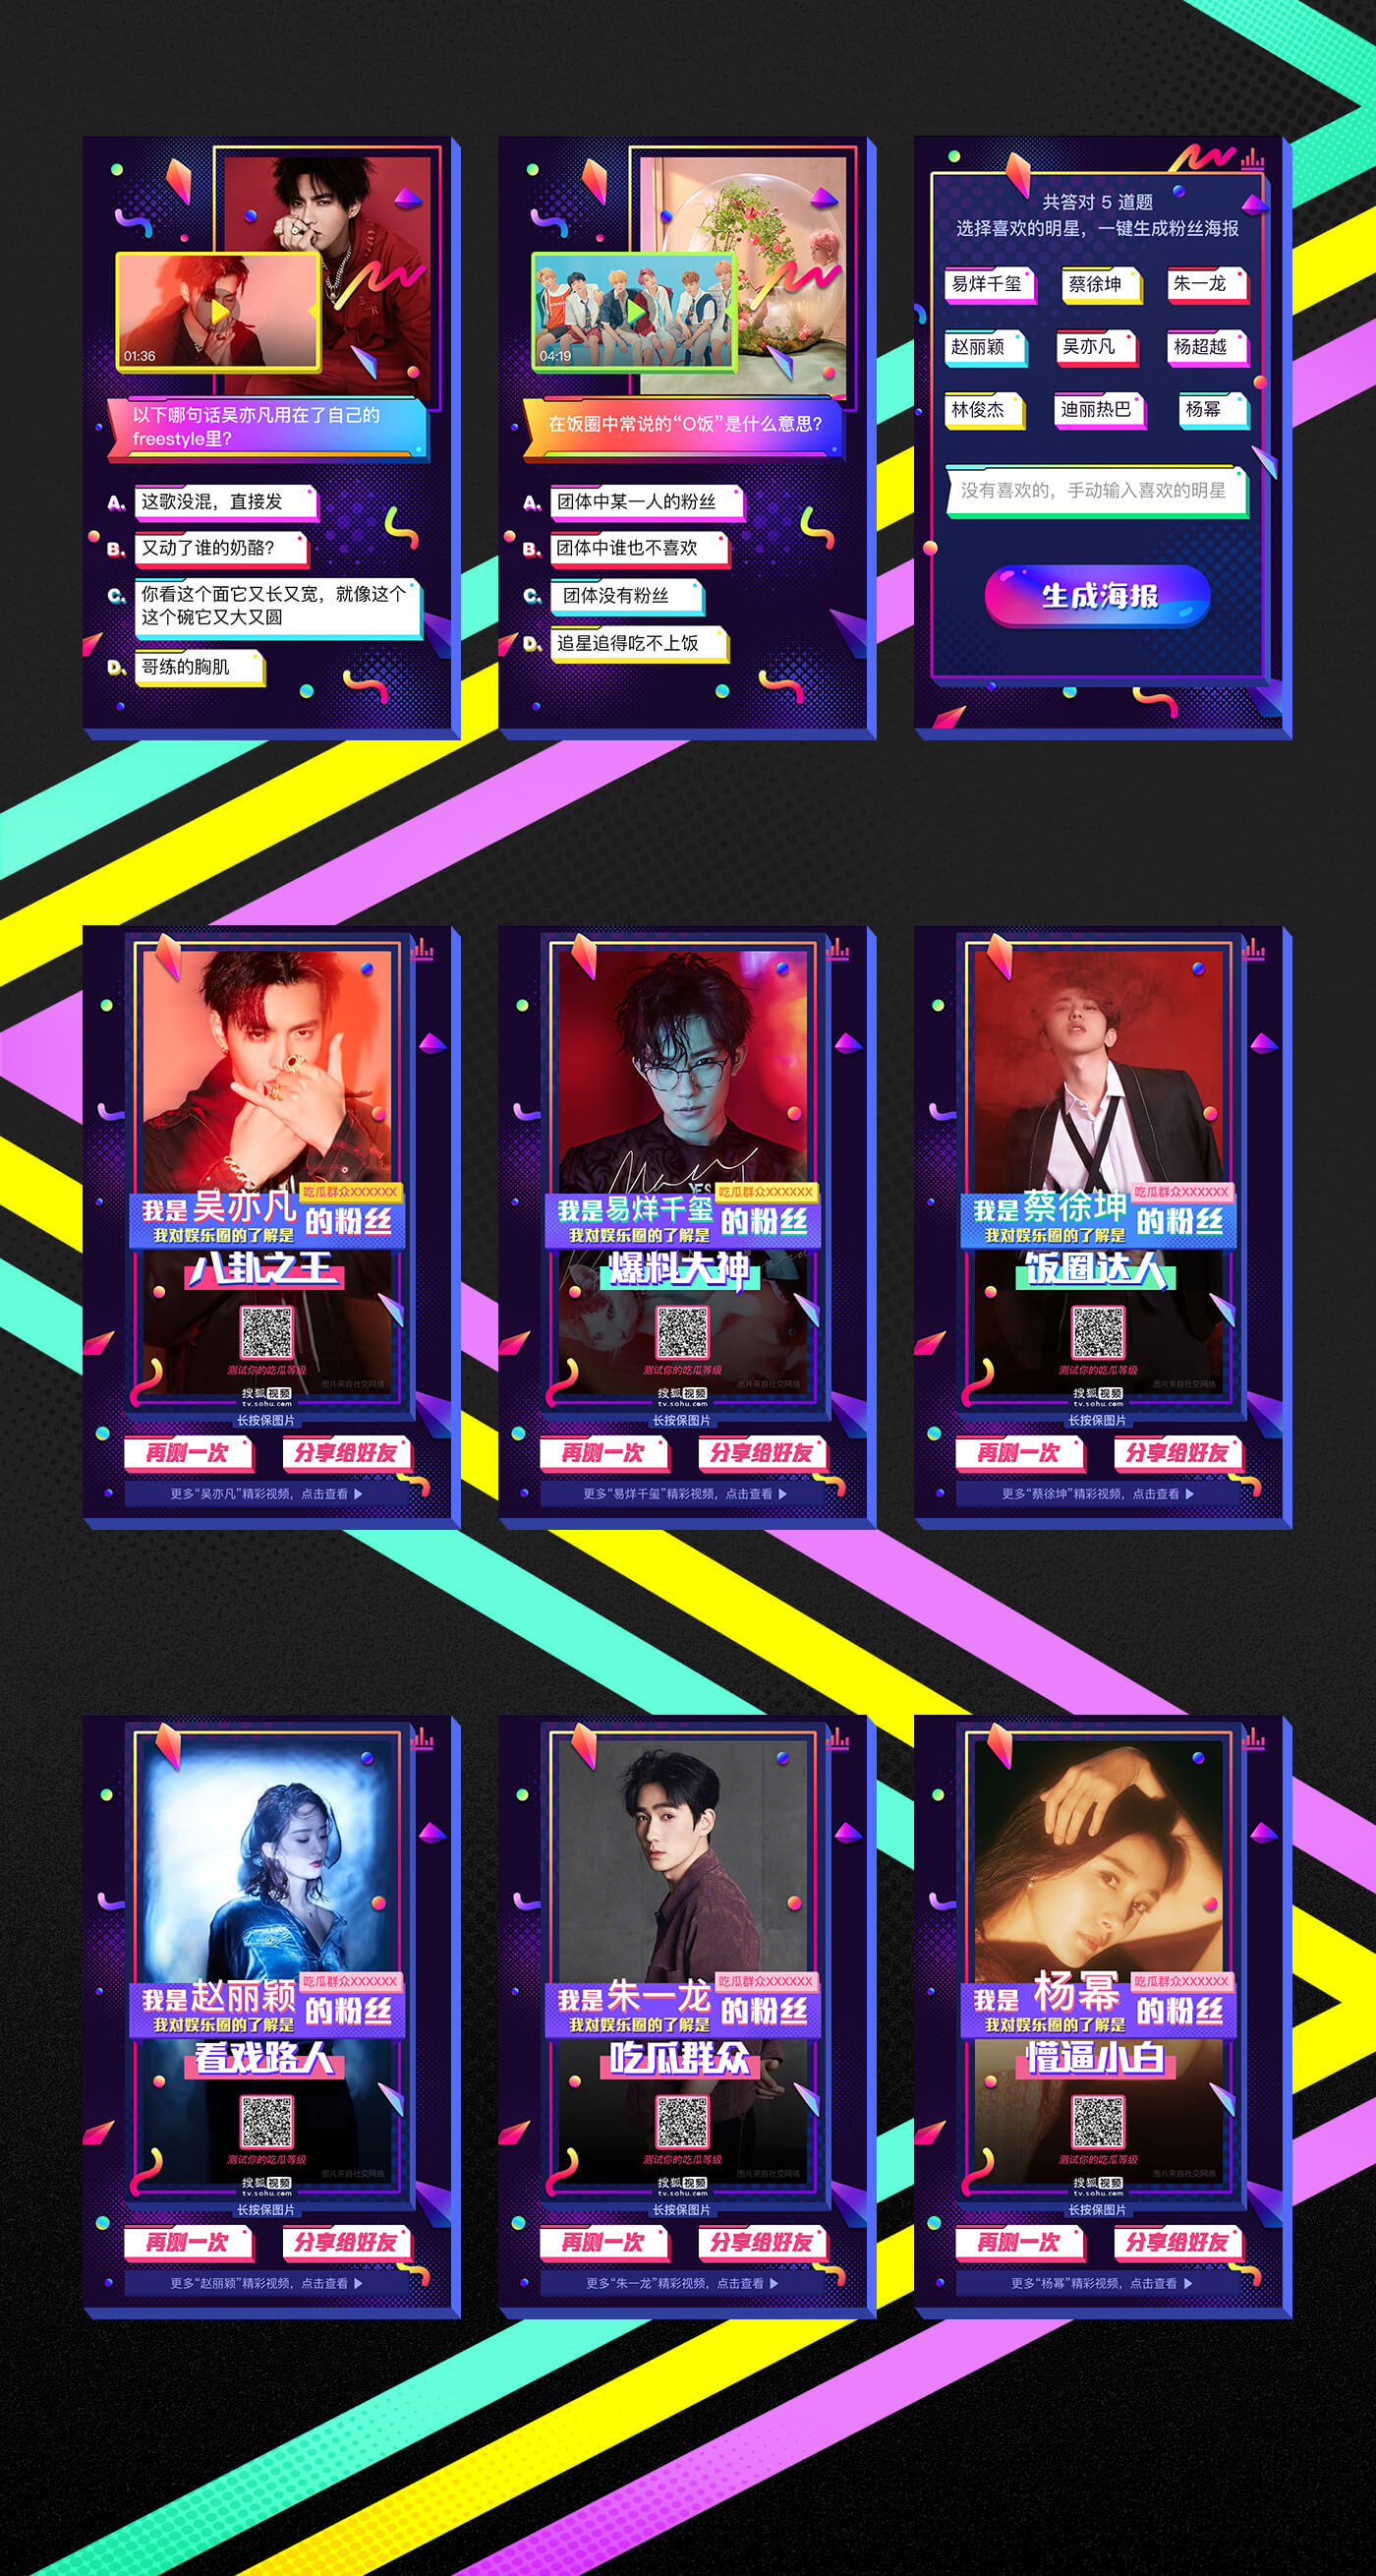 01:36
以下哪句话吴亦凡用在了自己的
freestyle里?
A. 这歌没混，直接发
B. 又动了谁的奶酪?
C. 你看这个面它又长又宽，就像这个
这个碗它又大又圆
D. 哥练的胸肌
04:19
在饭圈中常说的“O饭”是什么意思?
A. 团体中某一人的粉丝
B. 团体中谁也不喜欢
C. 团体没有粉丝
D. 追星追得吃不上饭
共答对 5 道题
选择喜欢的明星，一键生成粉丝海报
易烊千玺 蔡徐坤 朱一龙
赵丽颖 吴亦凡 杨超越
林俊杰 迪丽热巴 杨幂
没有喜欢的，手动输入喜欢的明星
生成海报
吃瓜群众XXXXXX
我是吴亦凡的粉丝
我对娱乐圈的了解是
八卦之王
测试你的吃瓜等级
图片来自社交网络
搜狐视频
tv.sohu.com
长按保图片
再测一次 分享给好友
更多“吴亦凡”精彩视频，点击查看
YES
吃瓜群众XXXXXX
我是易烊千玺的粉丝
我对娱乐圈的了解是
爆料大神
测试你的吃瓜等级
图片来自社交网络
搜狐视频
tv.sohu.com
长按保图片
再测一次 分享给好友
更多“易烊千玺”精彩视频，点击查看
吃瓜群众XXXXXX
我是蔡徐坤的粉丝
我对娱乐圈的了解是
饭圈达人
测试你的吃瓜等级
图片来自社交网络
搜狐视频
tv.sohu.com
长按保图片
再测一次 分享给好友
更多“蔡徐坤”精彩视频，点击查看
吃瓜群众XXXXXX
我是赵丽颖的粉丝
我对娱乐圈的了解是
看戏路人
测试你的吃瓜等级
图片来自社交网络
搜狐视频
tv.sohu.com
长按保图片
再测一次 分享给好友
更多“赵丽颖”精彩视频，点击查看
吃瓜群众XXXXXX
我是朱一龙的粉丝
我对娱乐圈的了解是
吃瓜群众
测试你的吃瓜等级
图片来自社交网络
搜狐视频
tv.sohu.com
长按保图片
再测一次 分享给好友
更多“朱一龙”精彩视频，点击查看
吃瓜群众XXXXXX
我是 杨幂 的粉丝
我对娱乐圈的了解是
懵逼小白
测试你的吃瓜等级
图片来自社交网络
搜狐视频
tv.sohu.com
长按保图片
再测一次 分享给好友
更多“杨幂”精彩视频，点击查看